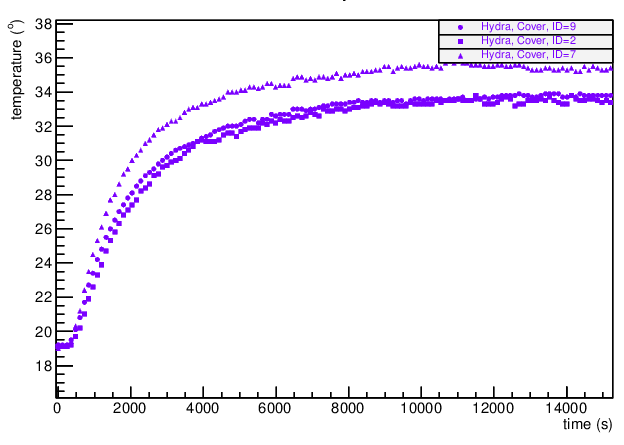 Hydra, Cover, ID=9
Hydra, Cover, ID=2
Hydra, Cover, ID=7
temperature (°)
38
36
34
32
30
28
26
24
22
20
18
0 2000 4000 6000 8000 10000 12000 14000
time (s)